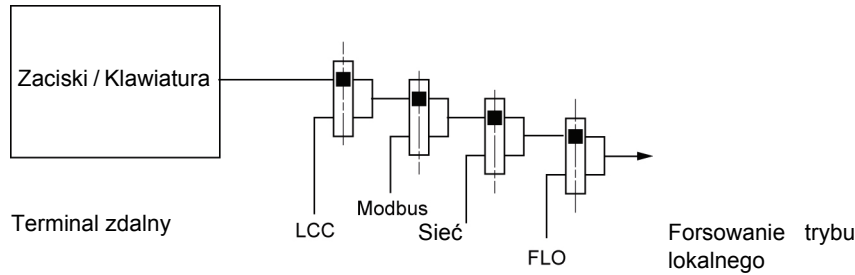 Zaciski / Klawiatura
Terminal zdalny
LCC
Modbus
Sieć
FLO
Forsowanie trybu
lokalnego